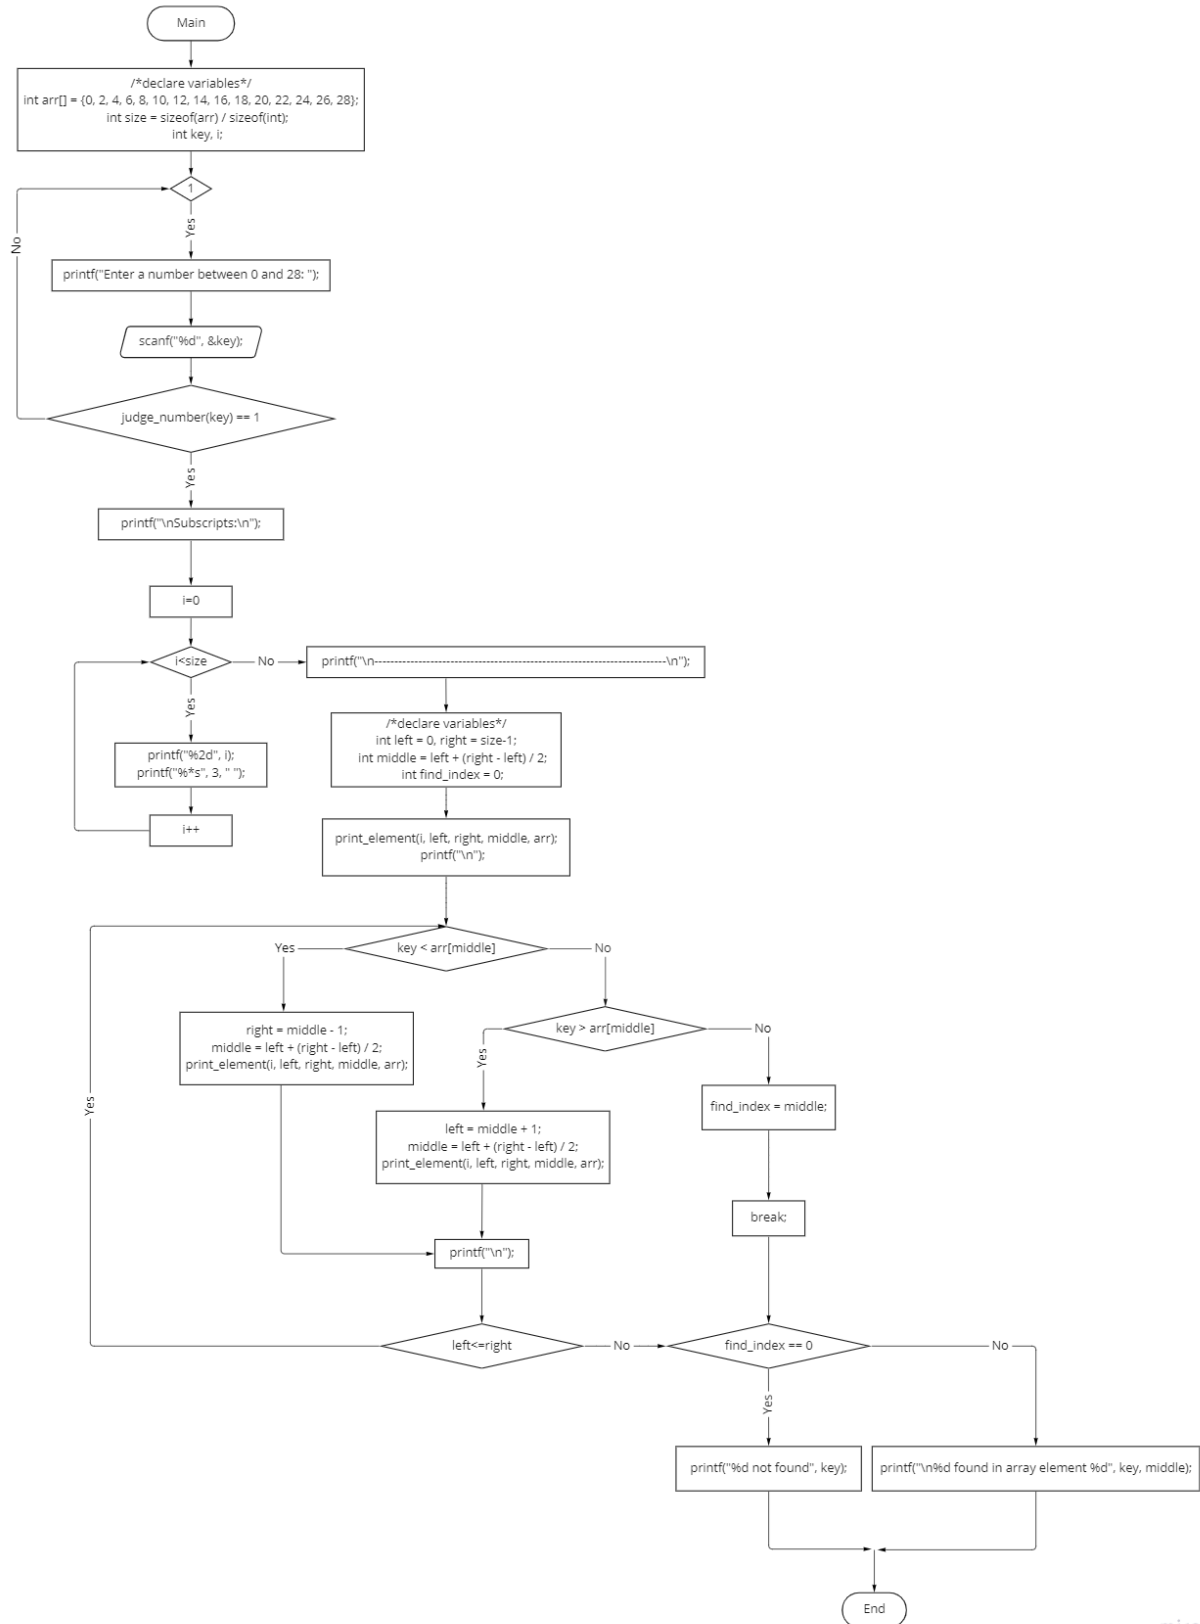 Main
/*declare variables*/
int arr[] = {0, 2, 4, 6, 8, 10, 12, 14, 16, 18, 20, 22, 24, 26, 28};
int size = sizeof(arr) / sizeof(int);
int key, i;
1
No
Yes
printf("Enter a number between 0 and 28: ");
scanf("%d", &key);
judge_number(key) == 1
Yes
printf("\nSubscripts:\n");
i=0
i<size
No
printf("\n-----------------------------------------------------------------------\n");
Yes
printf("%2d", i);
printf("%*s", 3, " ");
i++
/*declare variables*/
int left = 0, right = size-1;
int middle = left + (right - left) / 2;
int find_index = 0;
print_element(i, left, right, middle, arr);
printf("\n");
key < arr[middle]
Yes
No
right = middle - 1;
middle = left + (right - left) / 2;
print_element(i, left, right, middle, arr);
key > arr[middle]
Yes
No
left = middle + 1;
middle = left + (right - left) / 2;
print_element(i, left, right, middle, arr);
find_index = middle;
break;
printf("\n");
Yes
left<=right
No
find_index == 0
No
Yes
printf("%d not found", key);
printf("\n%d found in array element %d", key, middle);
End